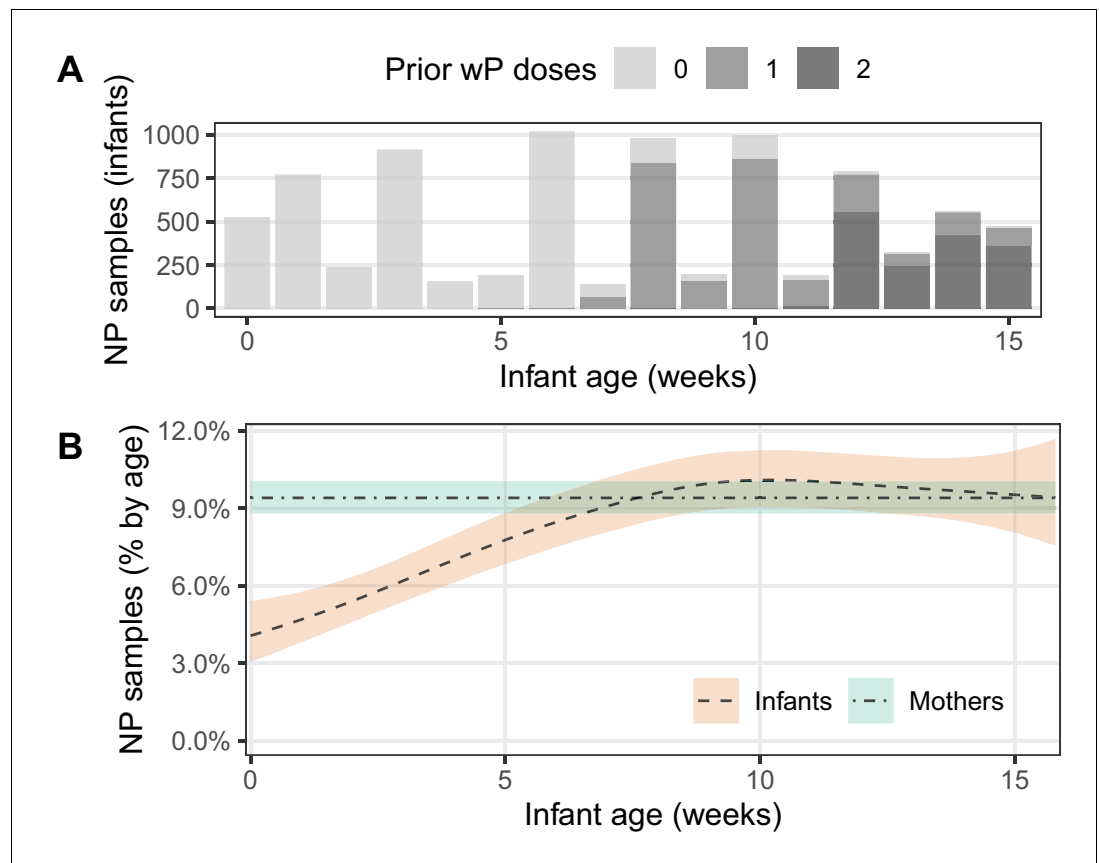 A
Prior wP doses 0 1 2
NP samples (infants)
1000
750
500
250
0
0 5 10 15
Infant age (weeks)
B
NP samples (% by age)
12.0%
9.0%
6.0%
3.0%
0.0%
Infants Mothers
0 5 10 15
Infant age (weeks)